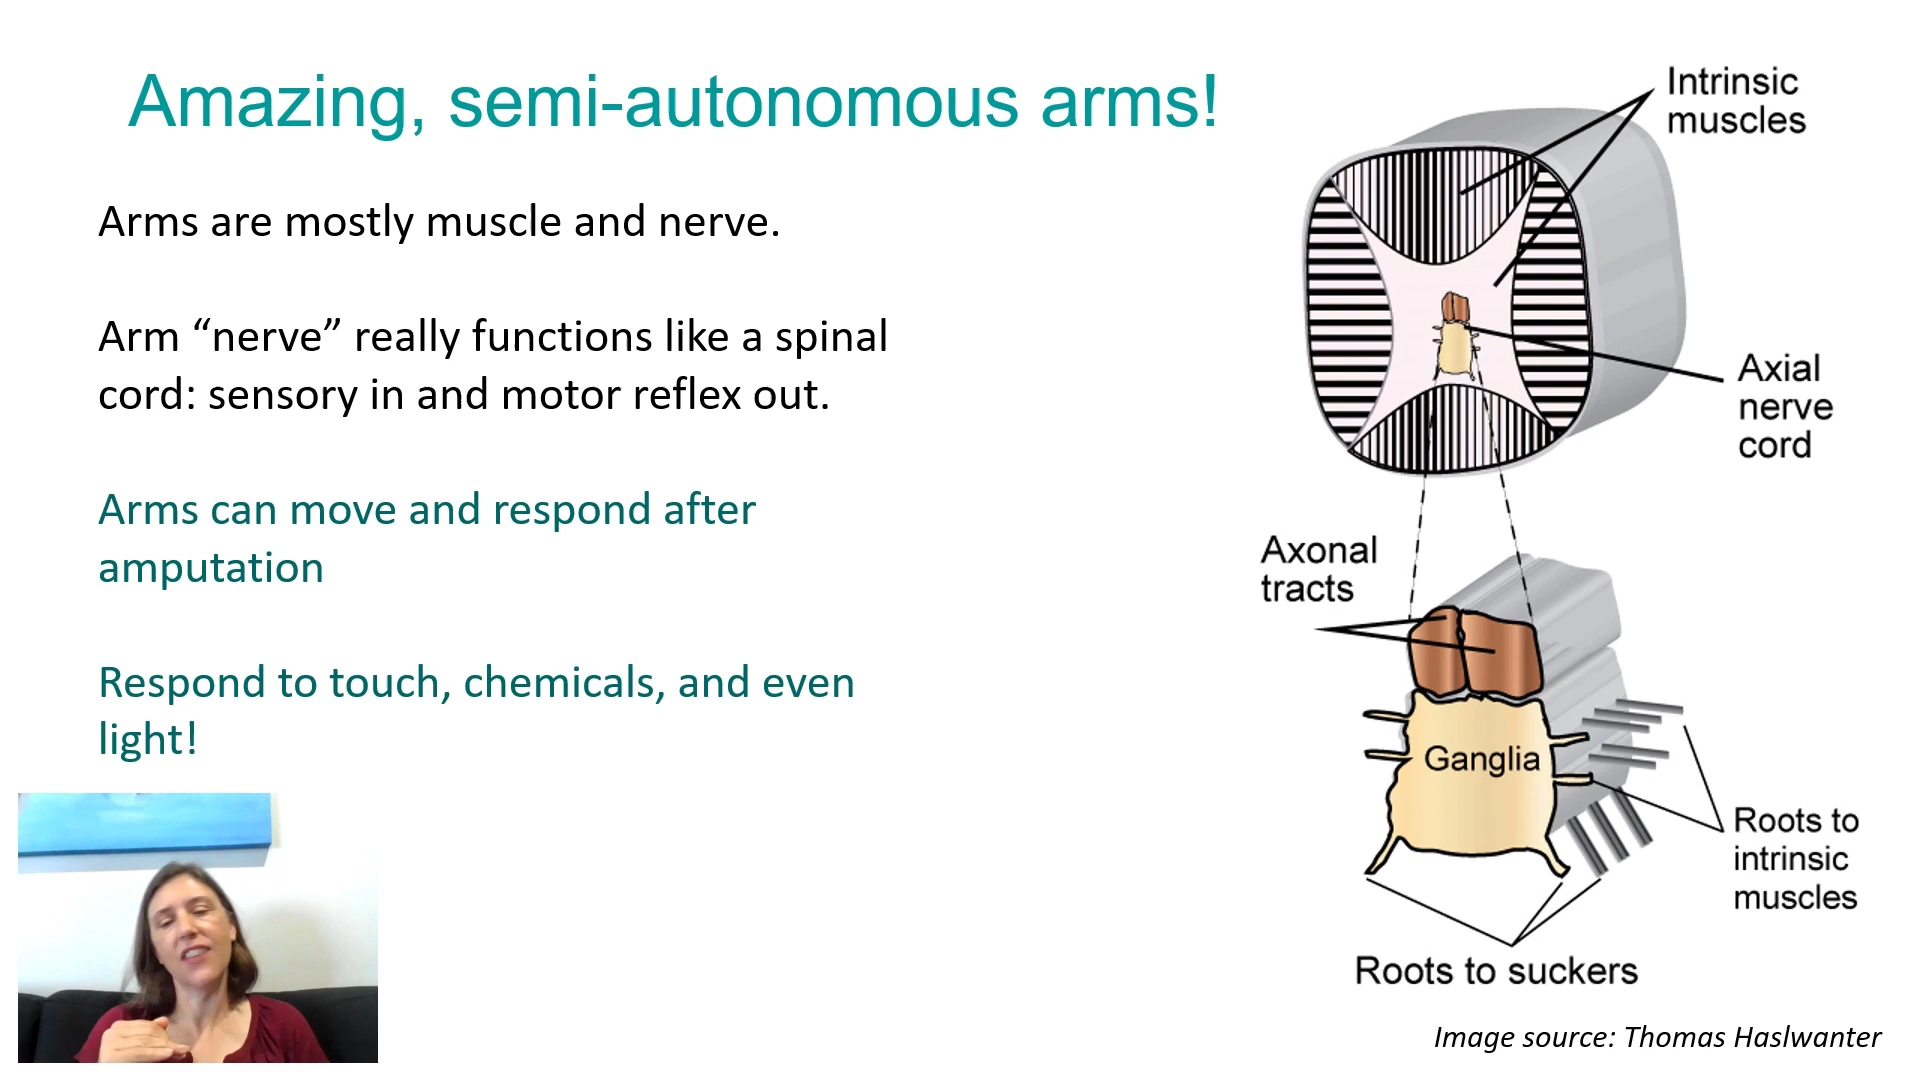 Amazing, semi-autonomous arms!
Arms are mostly muscle and nerve.
Arm “nerve” really functions like a spinal
cord: sensory in and motor reflex out.
Arms can move and respond after
amputation
Respond to touch, chemicals, and even
light!
Intrinsic
muscles
Axial
nerve
cord
Axonal
tracts
Ganglia
Roots to
intrinsic
muscles
Roots to suckers
Image source: Thomas Haslwanter